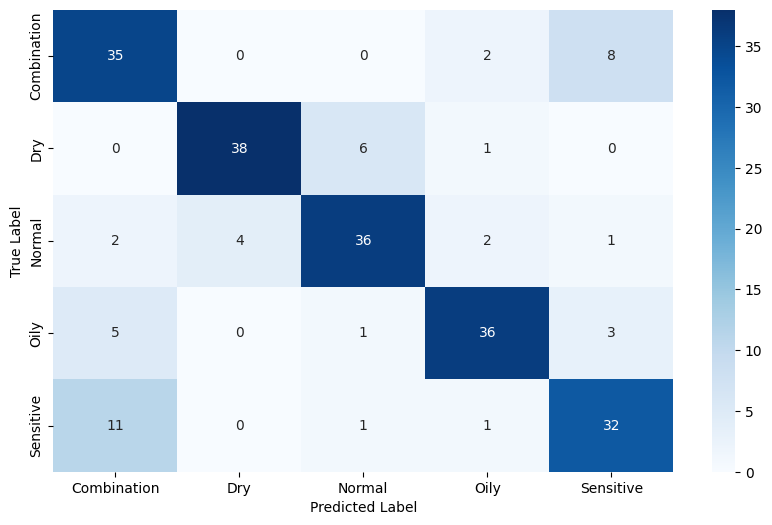 True Label
Combination 35 0 0 2 8
Dry 0 38 6 1 0
Normal 2 4 36 2 1
Oily 5 0 1 36 3
Sensitive 11 0 1 1 32
Combination Dry Normal Oily Sensitive
Predicted Label
35
30
25
20
15
10
5
0